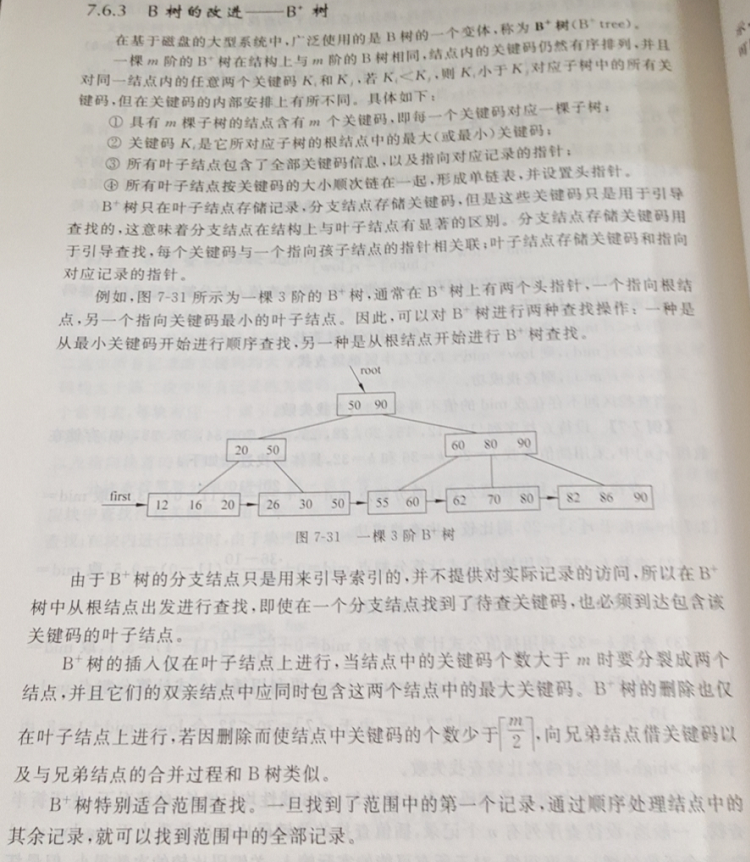 7.6.3 B 树的改进——B⁺ 树
在基于磁盘的大型系统中,广泛使用的是 B 树的一个变体,称为 B⁺ 树(B⁺ tree)。
一棵 m 阶的 B⁺ 树在结构上与 m 阶的 B 树相同,结点内的关键码仍然有序排列,并且
对同一结点内的任意两个关键码 Kᵢ 和 Kⱼ,若 Kᵢ<Kⱼ,则 Kᵢ 小于 Kⱼ 对应子树中的所有关
键码,但在关键码的内部安排上有所不同。具体如下:
① 具有 m 棵子树的结点含有 m 个关键码,即每一个关键码对应一棵子树;
② 关键码 Kᵢ 是它所对应子树的根结点中的最大(或最小)关键码;
③ 所有叶子结点包含了全部关键码信息,以及指向对应记录的指针;
④ 所有叶子结点按关键码的大小顺次链在一起,形成单链表,并设置头指针。
B⁺ 树只在叶子结点存储记录,分支结点存储关键码,但是这些关键码只是用于引导
查找的,这意味着分支结点在结构上与叶子结点有显著的区别。分支结点存储关键码用
于引导查找,每个关键码与一个指向孩子结点的指针相关联;叶子结点存储关键码和指向
对应记录的指针。
例如,图 7-31 所示为一棵 3 阶的 B⁺ 树,通常在 B⁺ 树上有两个头指针,一个指向根结
点,另一个指向关键码最小的叶子结点。因此,可以对 B⁺ 树进行两种查找操作:一种是
从最小关键码开始进行顺序查找,另一种是从根结点开始进行 B⁺ 树查找。
root
50 90
20 50 60 80 90
first 12 16 20 26 30 50 55 60 62 70 80 82 86 90
图 7-31 一棵 3 阶 B⁺ 树
由于 B⁺ 树的分支结点只是用来引导索引的,并不提供对实际记录的访问,所以在 B⁺
树中从根结点出发进行查找,即使在一个分支结点找到了待查关键码,也必须到达包含该
关键码的叶子结点。
B⁺ 树的插入仅在叶子结点上进行,当结点中的关键码个数大于 m 时要分裂成两个
结点,并且它们的双亲结点中应同时包含这两个结点中的最大关键码。B⁺ 树的删除也仅
在叶子结点上进行,若因删除而使结点中关键码的个数少于⌈m/2⌉,向兄弟结点借关键码以
及与兄弟结点的合并过程和 B 树类似。
B⁺ 树特别适合范围查找。一旦找到了范围中的第一个记录,通过顺序处理结点中的
其余记录,就可以找到范围中的全部记录。